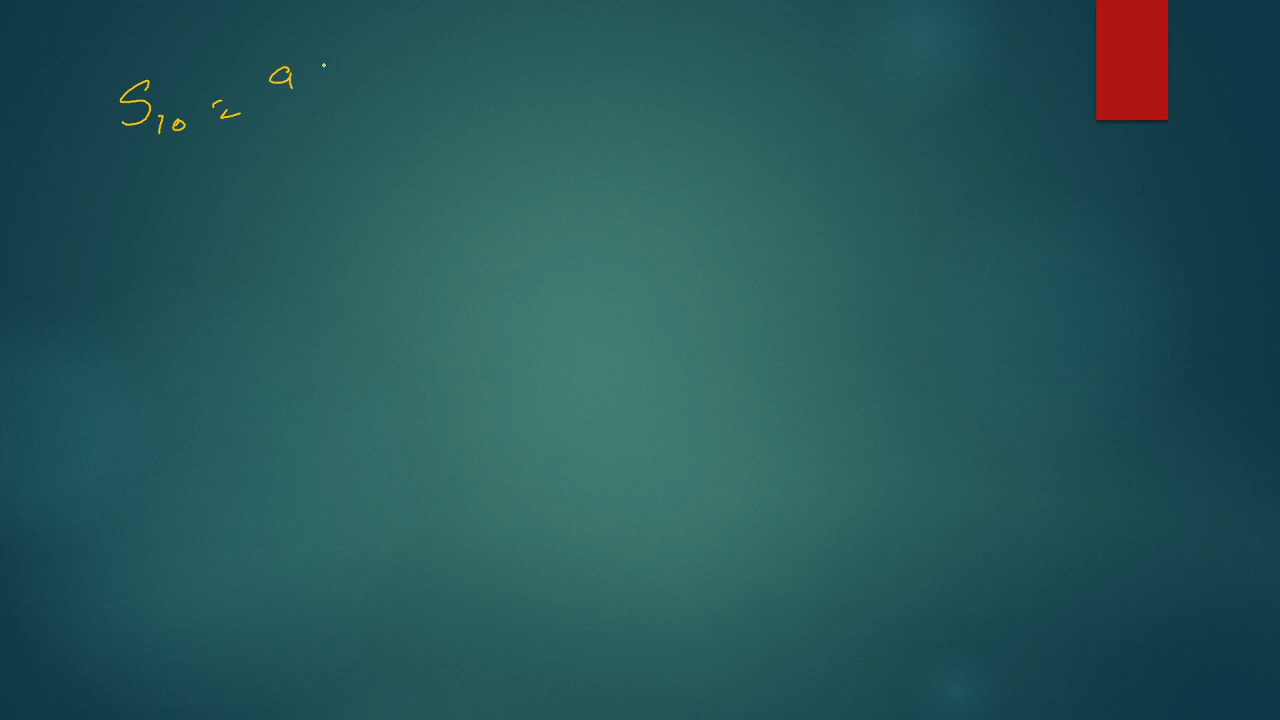 S₁₀ = a